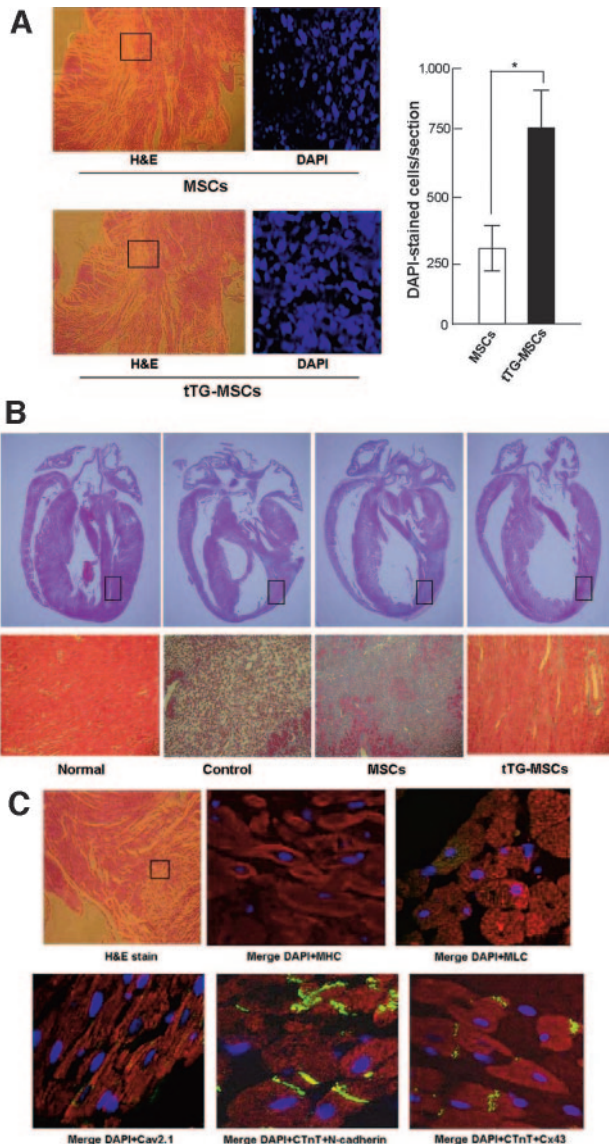 A
H&E
DAPI
MSCs
H&E
DAPI
tTG-MSCs
DAPI-stained cells/section
1.000
750
500
250
0
*
MSCs
tTG-MSCs
B
Normal
Control
MSCs
tTG-MSCs
C
H&E stain
Merge DAPI+MHC
Merge DAPI+MLC
Merge DAPI+Cav2.1
Merge DAPI+CTnT+N-cadherin
Merge DAPI+CTnT+Cx43